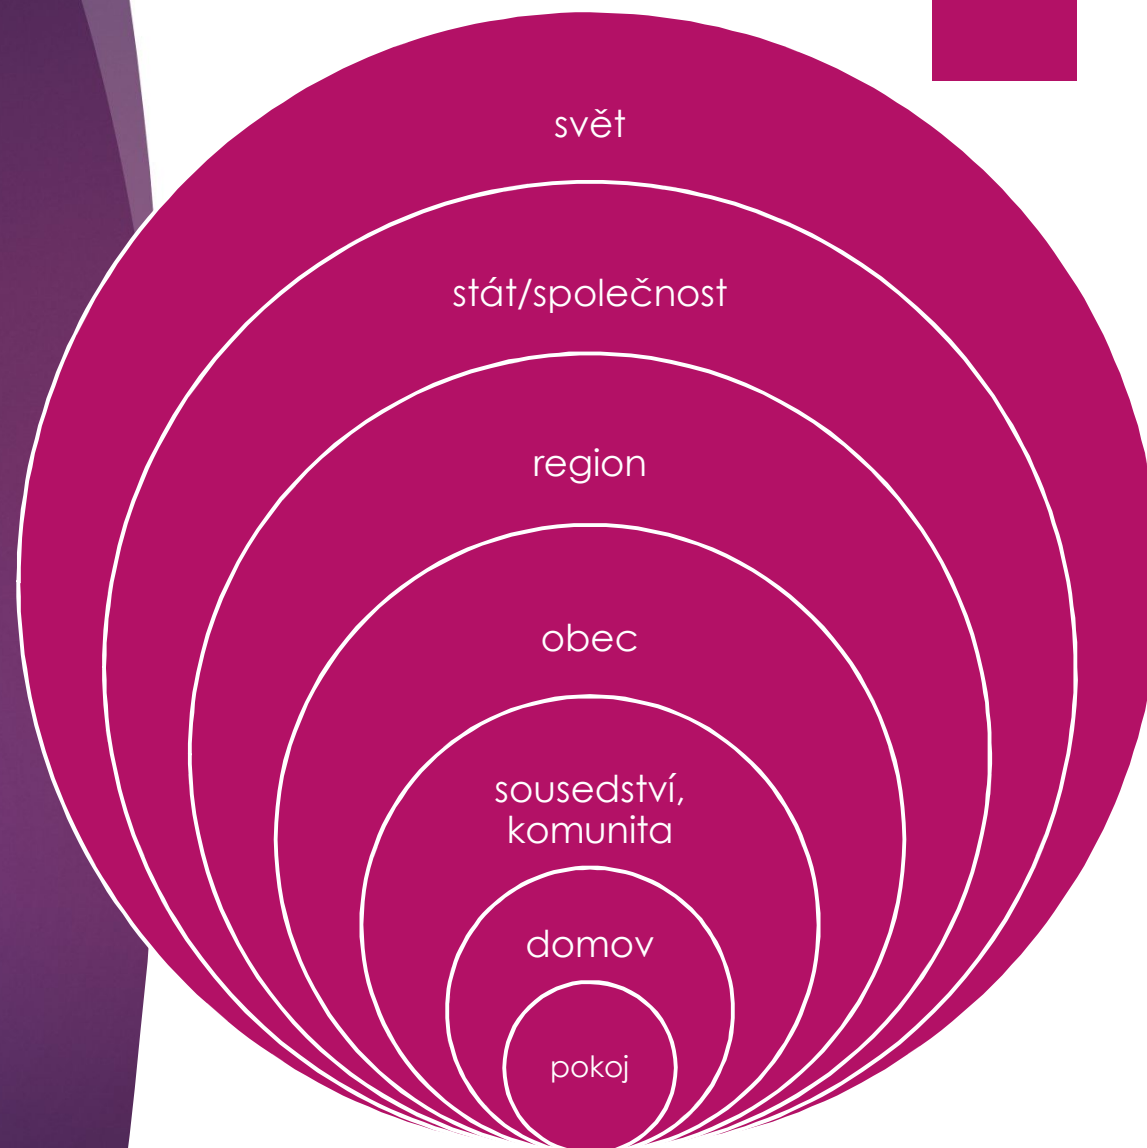 svět
stát/společnost
region
obec
sousedství,
komunita
domov
pokoj